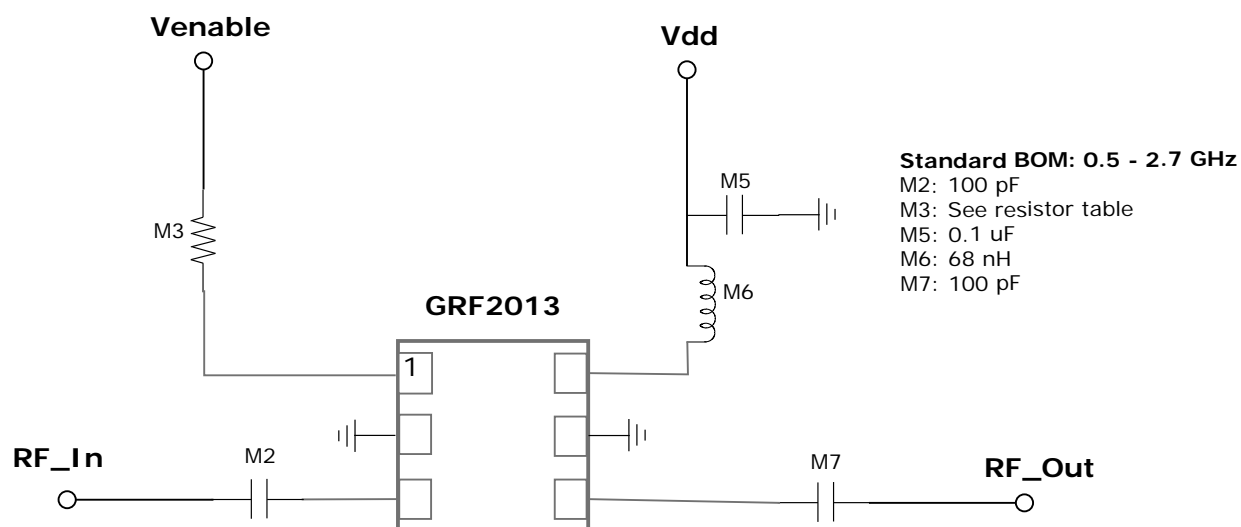 Venable
Vdd
Standard BOM: 0.5 - 2.7 GHz
M2: 100 pF
M3: See resistor table
M5: 0.1 uF
M6: 68 nH
M7: 100 pF
M5
M3
M6
GRF2013
1
RF_In
M2
M7
RF_Out